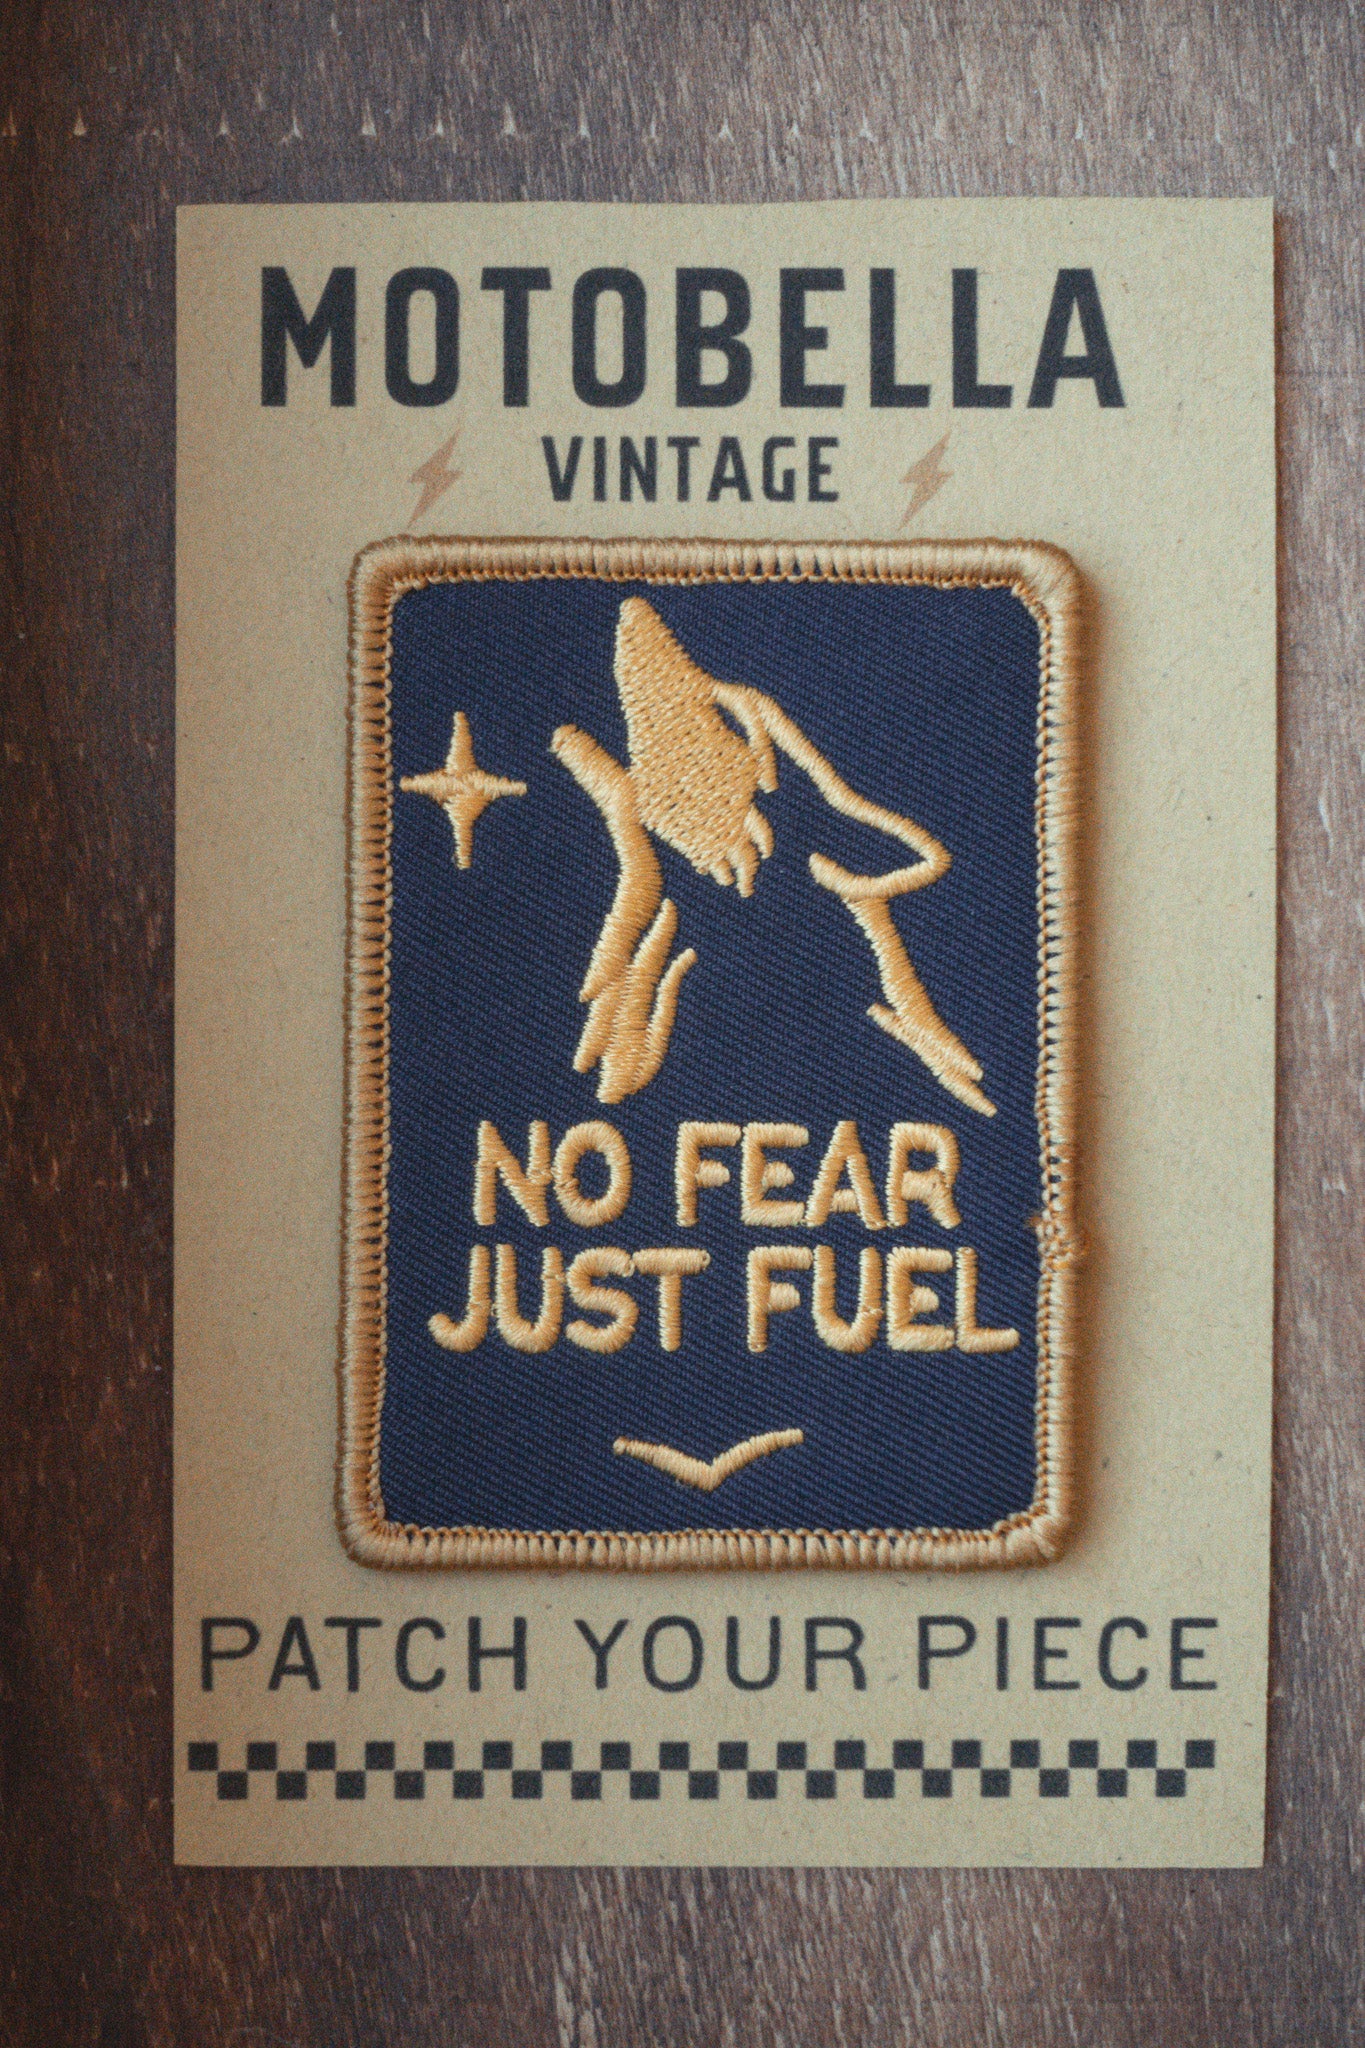 MOTOBELLA
VINTAGE
NO FEAR
JUST FUEL
PATCH YOUR PIECE